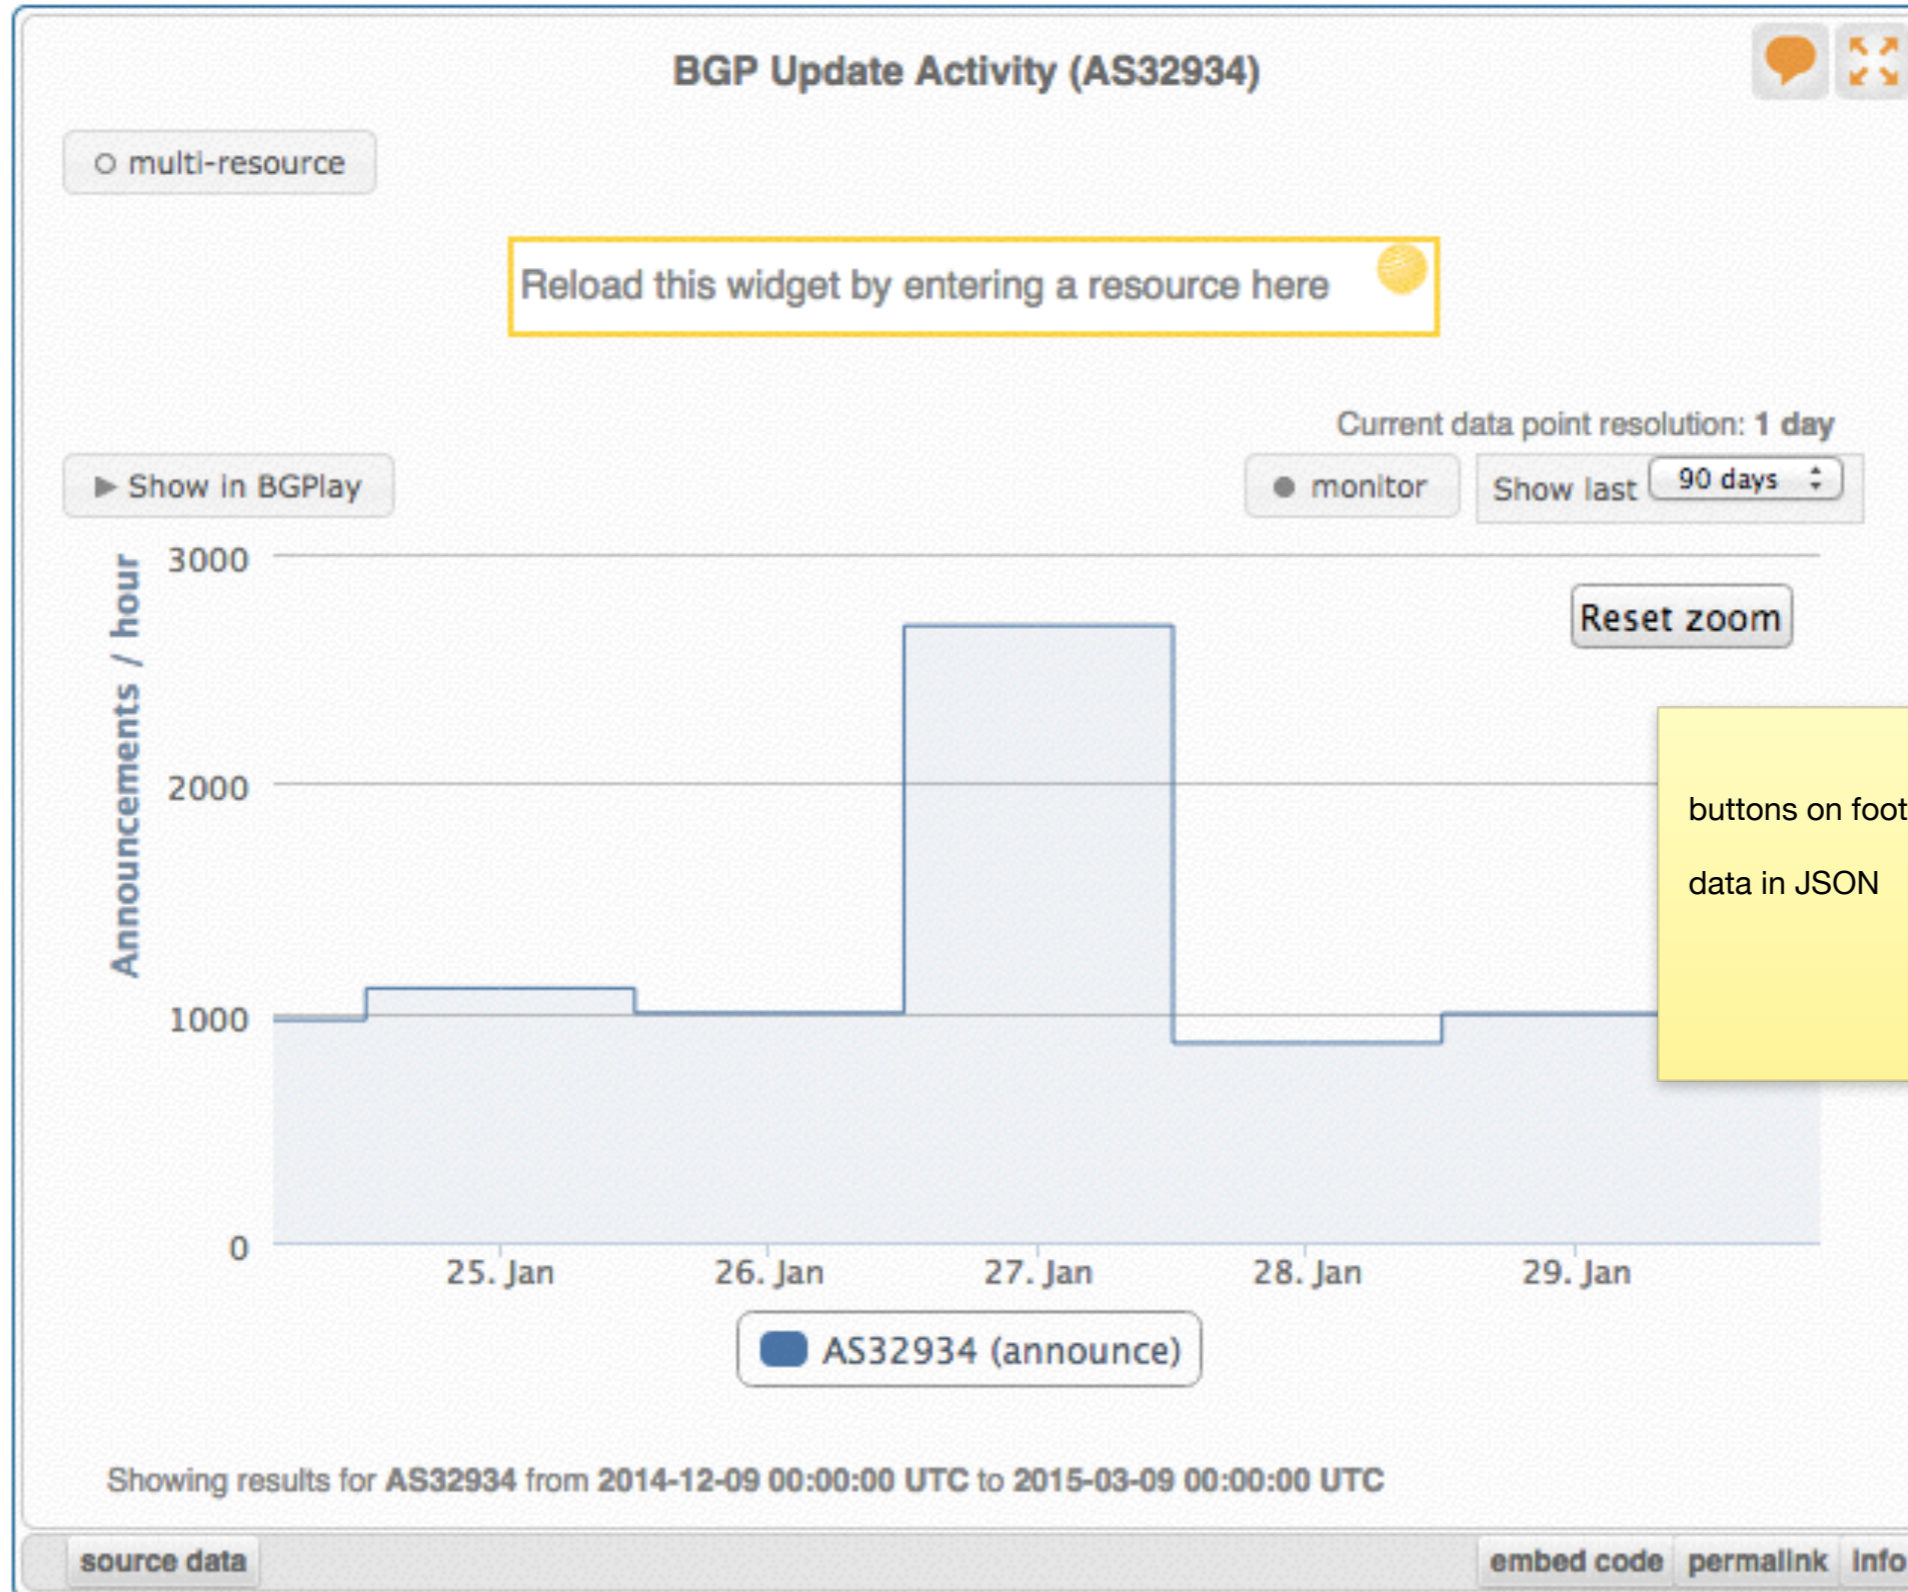 BGP Update Activity (AS32934)
multi-resource
Reload this widget by entering a resource here
Current data point resolution: 1 day
Show in BGPlay
monitor
Show last 90 days
Announcements / hour
3000
Reset zoom
2000
buttons on foot
data in JSON
1000
0
25. Jan 26. Jan 27. Jan 28. Jan 29. Jan
AS32934 (announce)
Showing results for AS32934 from 2014-12-09 00:00:00 UTC to 2015-03-09 00:00:00 UTC
source data embed code permalink info